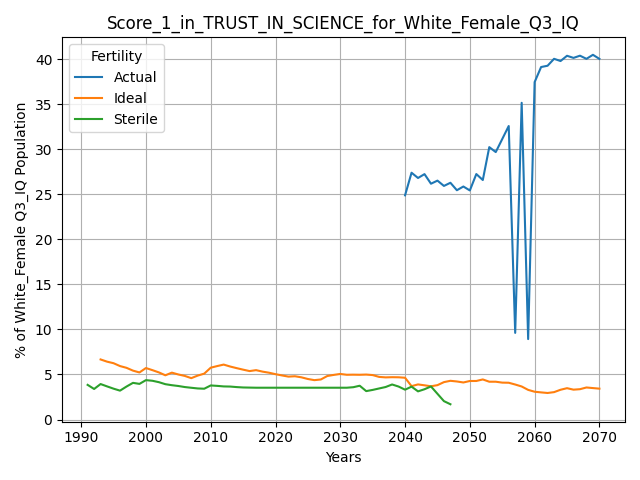 Score_1_in_TRUST_IN_SCIENCE_for_White_Female_Q3_IQ
Fertility
Actual
Ideal
Sterile
% of White_Female Q3_IQ Population
40
35
30
25
20
15
10
5
0
1990 2000 2010 2020 2030 2040 2050 2060 2070
Years